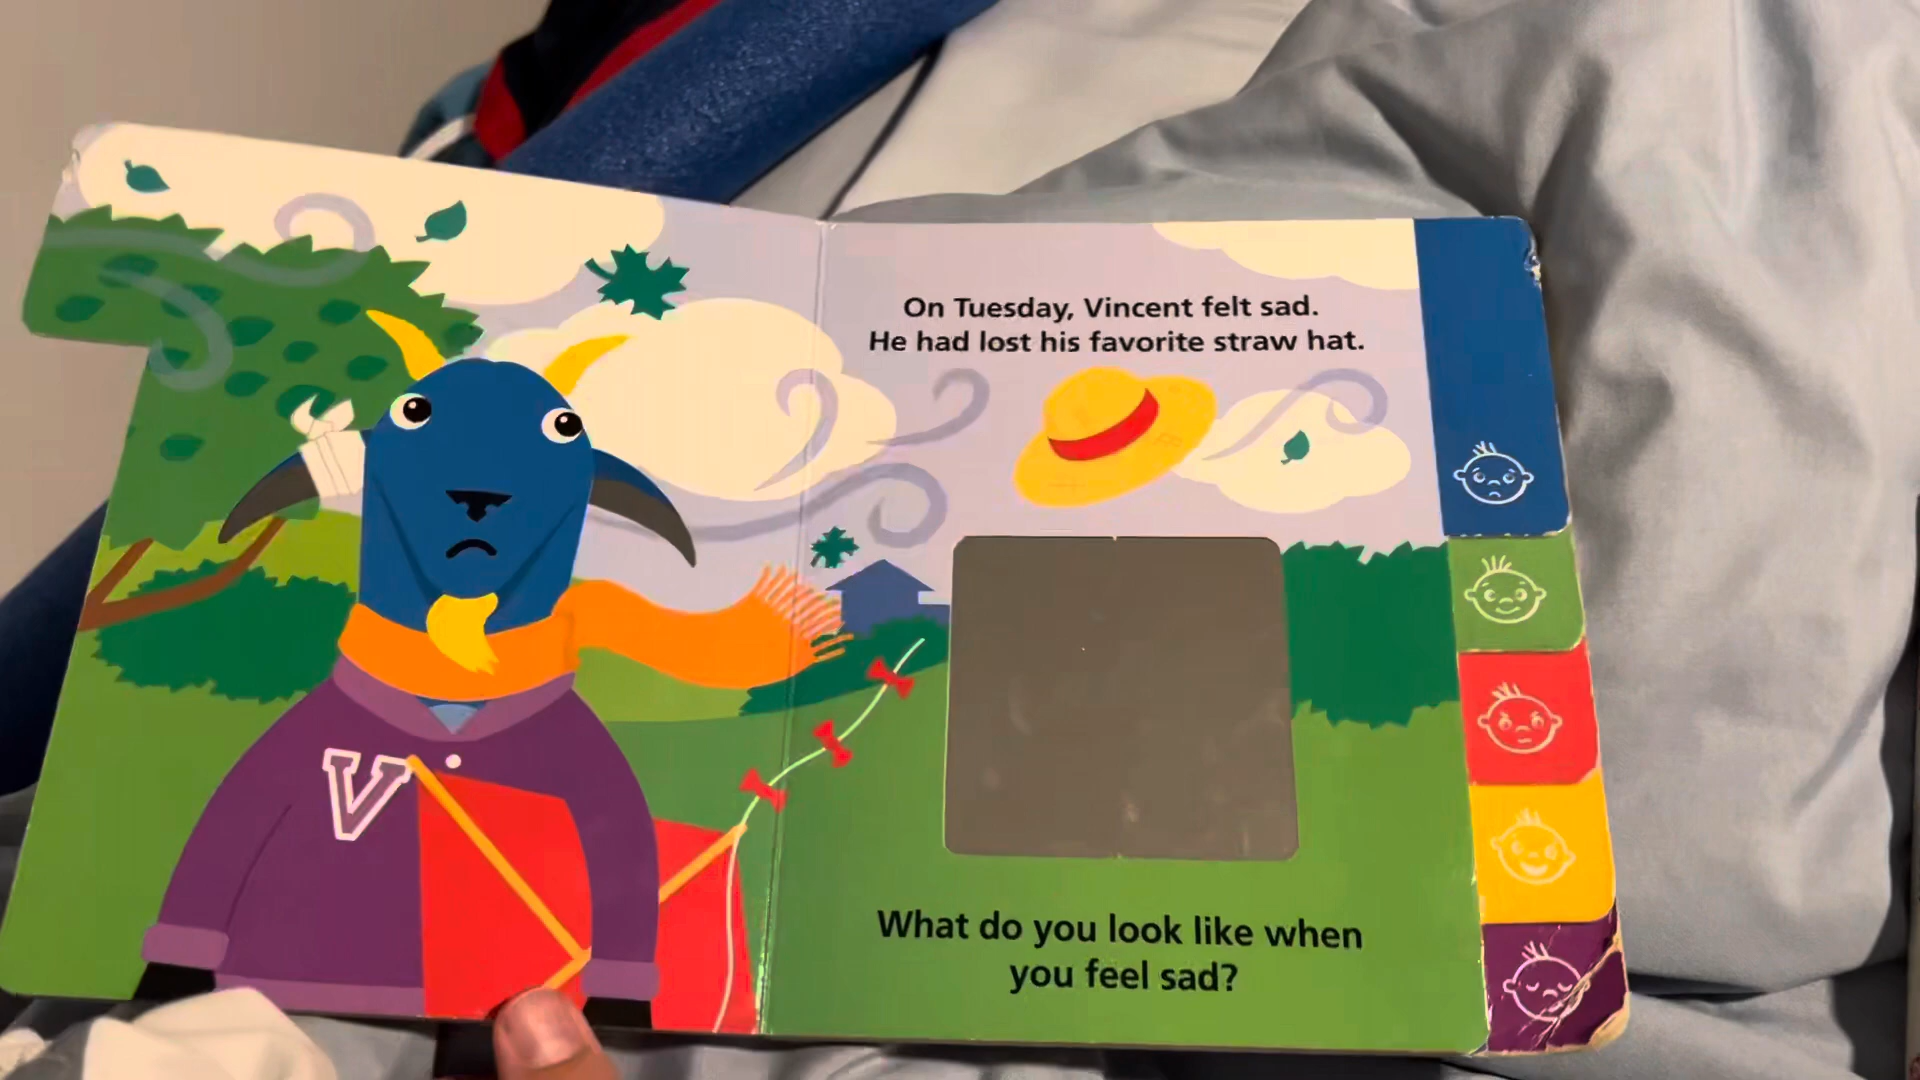 On Tuesday, Vincent felt sad.
He had lost his favorite straw hat.
V
What do you look like when
you feel sad?